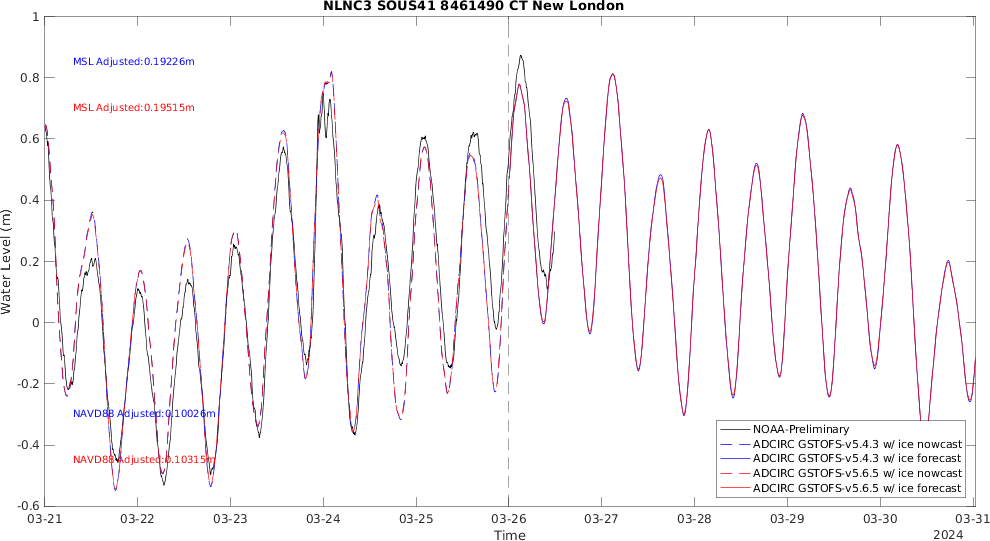 NLNC3 SOUS41 8461490 CT New London
1
0.8
0.6
0.4
0.2
0
-0.2
-0.4
-0.6
Water Level (m)
MSL Adjusted:0.19226m
MSL Adjusted:0.19515m
NAVD88 Adjusted:0.10026m
NAVD88 Adjusted:0.10315m
NOAA-Preliminary
ADCIRC GSTOFS-v5.4.3 w/ ice nowcast
ADCIRC GSTOFS-v5.4.3 w/ ice forecast
ADCIRC GSTOFS-v5.6.5 w/ ice nowcast
ADCIRC GSTOFS-v5.6.5 w/ ice forecast
03-21 03-22 03-23 03-24 03-25 03-26 03-27 03-28 03-29 03-30 03-31
Time
2024